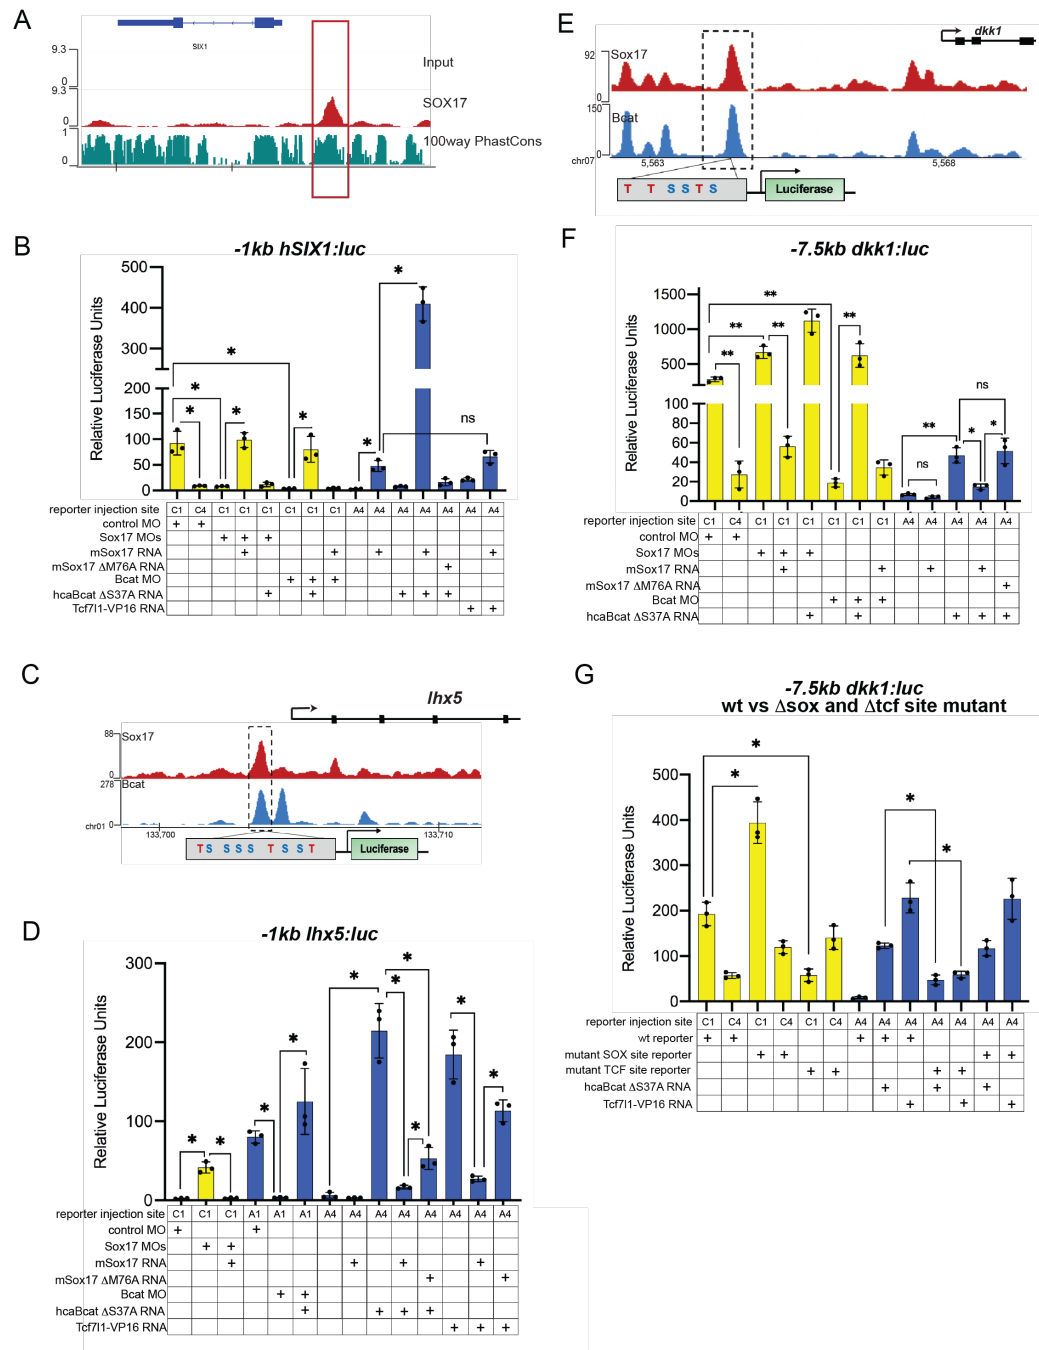 A
SIX1
9.3
0
Input
9.3
0
SOX17
1
0
100way PhastCons
B
-1kb hSIX1:luc
Relative Luciferase Units
500
400
300
200
150
100
50
0
* * * * * * * * ns
reporter injection site C1 C4 C1 C1 C1 C1 C1 C1 A4 A4 A4 A4 A4 A4 A4
control MO + +
Sox17 MOs + + +
mSox17 RNA + + + + +
mSox17 ΔM76A RNA +
Bcat MO + + +
hcaBcat ΔS37A RNA + + + + +
Tcf7l1-VP16 RNA + +
C
lhx5
88
0
Sox17
278
0
Bcat
chr01
133,700
133,710
T S S S S T S S T
Luciferase
D
-1kb lhx5:luc
Relative Luciferase Units
300
200
100
0
* * * * * * * * * *
reporter injection site C1 C1 C1 A1 A1 A1 A4 A4 A4 A4 A4 A4 A4 A4
control MO + +
Sox17 MOs + +
mSox17 RNA + + + +
mSox17 ΔM76A RNA + +
Bcat MO + +
hcaBcat ΔS37A RNA + + + +
Tcf7l1-VP16 RNA + + +
E
dkk1
92
0
Sox17
150
0
Bcat
chr07
5,563
5,568
T T S S T S
Luciferase
F
-7.5kb dkk1:luc
Relative Luciferase Units
1500
1000
500
100
80
60
40
20
0
** ** ** ** ** ns ** * * ns
reporter injection site C1 C4 C1 C1 C1 C1 C1 C1 A4 A4 A4 A4 A4
control MO + +
Sox17 MOs + + +
mSox17 RNA + + + +
mSox17 ΔM76A RNA +
Bcat MO + + +
hcaBcat ΔS37A RNA + + + + +
G
-7.5kb dkk1:luc
wt vs Δsox and Δtcf site mutant
Relative Luciferase Units
500
400
300
200
100
0
* * * *
reporter injection site C1 C4 C1 C4 C1 C4 A4 A4 A4 A4 A4 A4 A4
wt reporter + + + + +
mutant SOX site reporter + + + +
mutant TCF site reporter + + + +
hcaBcat ΔS37A RNA + + +
Tcf7l1-VP16 RNA + + +